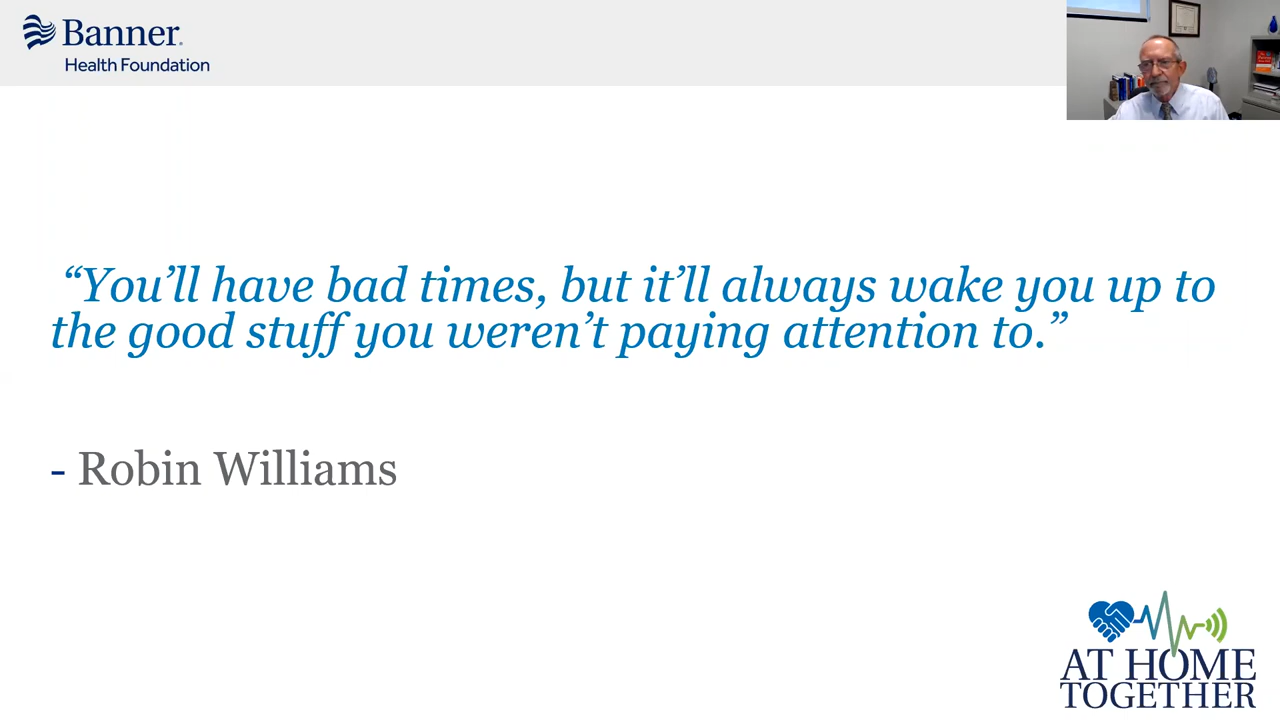 Banner
Health Foundation
“You’ll have bad times, but it’ll always wake you up to
the good stuff you weren’t paying attention to.”
- Robin Williams
AT HOME
TOGETHER